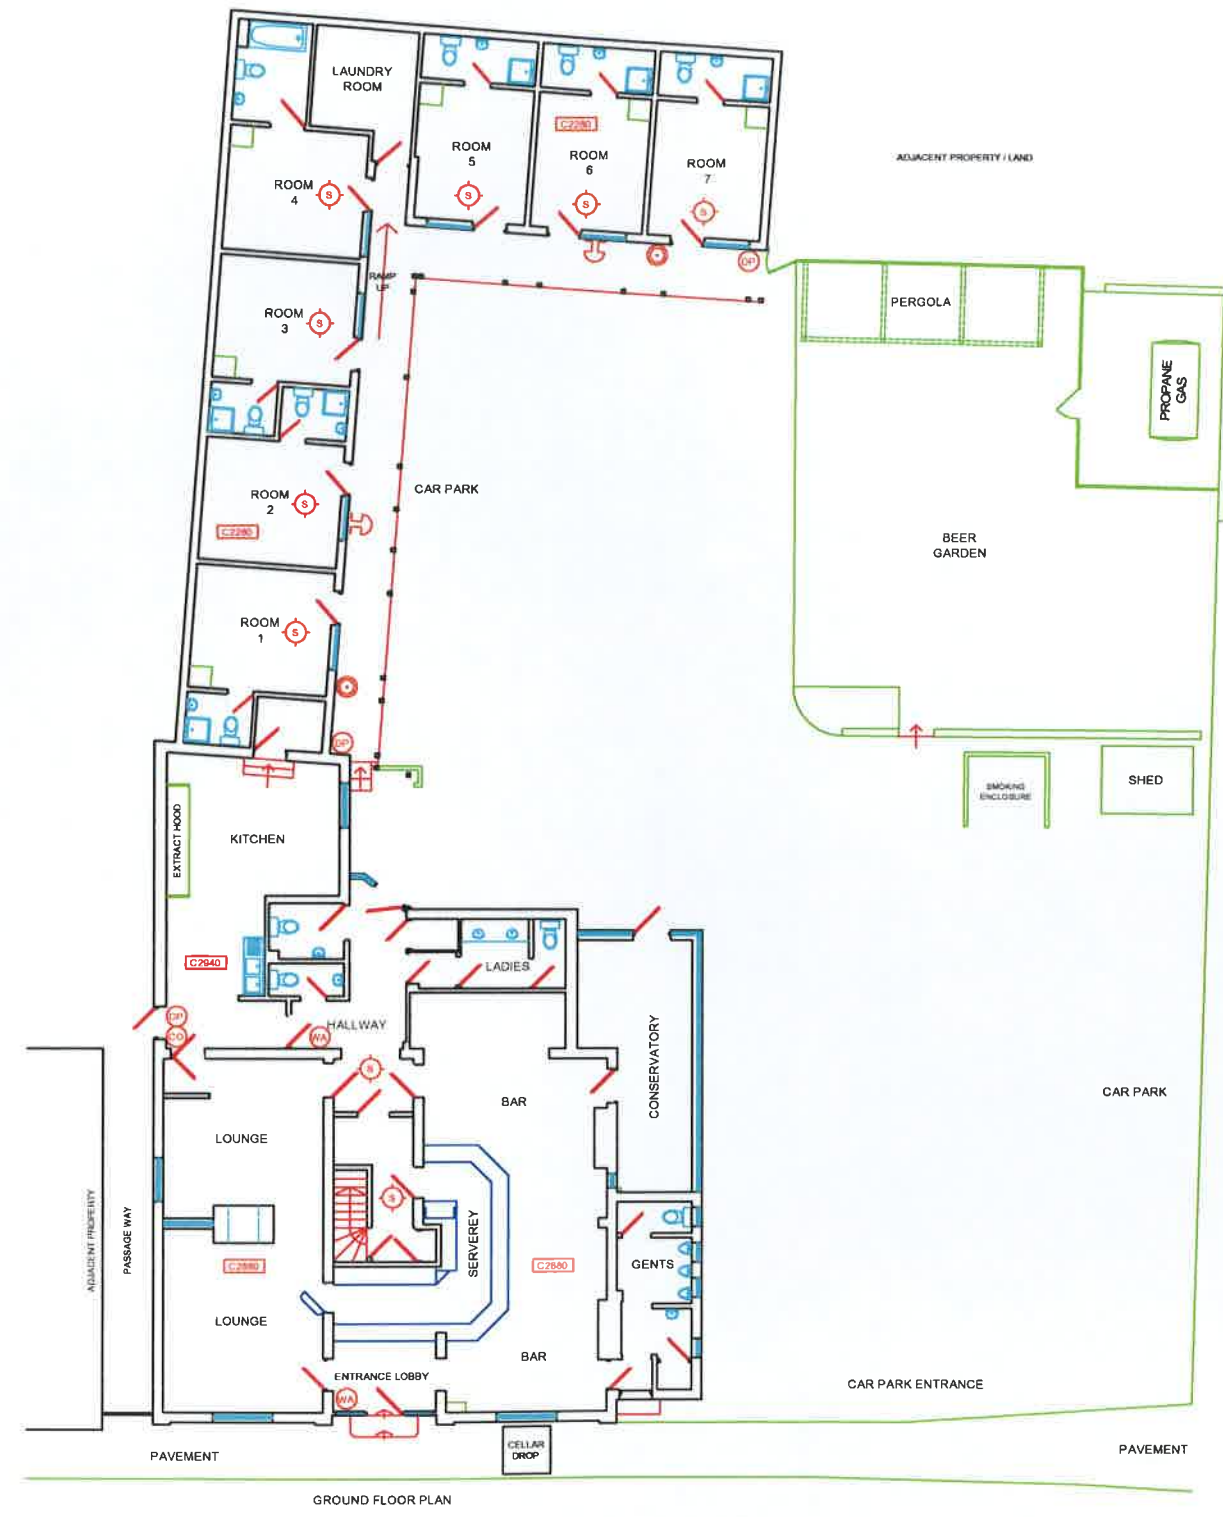 LAUNDRY
ROOM
ROOM
5
C2280
ROOM
6
ROOM
7
ADJACENT PROPERTY / LAND
ROOM
4
S
S
S
S
DP
RAMP
UP
PERGOLA
ROOM
3
S
PROPANE
GAS
CAR PARK
ROOM
2
S
C2280
BEER
GARDEN
ROOM
1
S
DP
SMOKING
ENCLOSURE
SHED
EXTRACT HOOD
KITCHEN
C2940
LADIES
DP
CO
HALLWAY
WA
S
CONSERVATORY
BAR
CAR PARK
LOUNGE
ADJACENT PROPERTY
PASSAGE WAY
S
SERVEREY
C2880
C2880
GENTS
LOUNGE
BAR
ENTRANCE LOBBY
WA
CAR PARK ENTRANCE
CELLAR
DROP
PAVEMENT
PAVEMENT
GROUND FLOOR PLAN